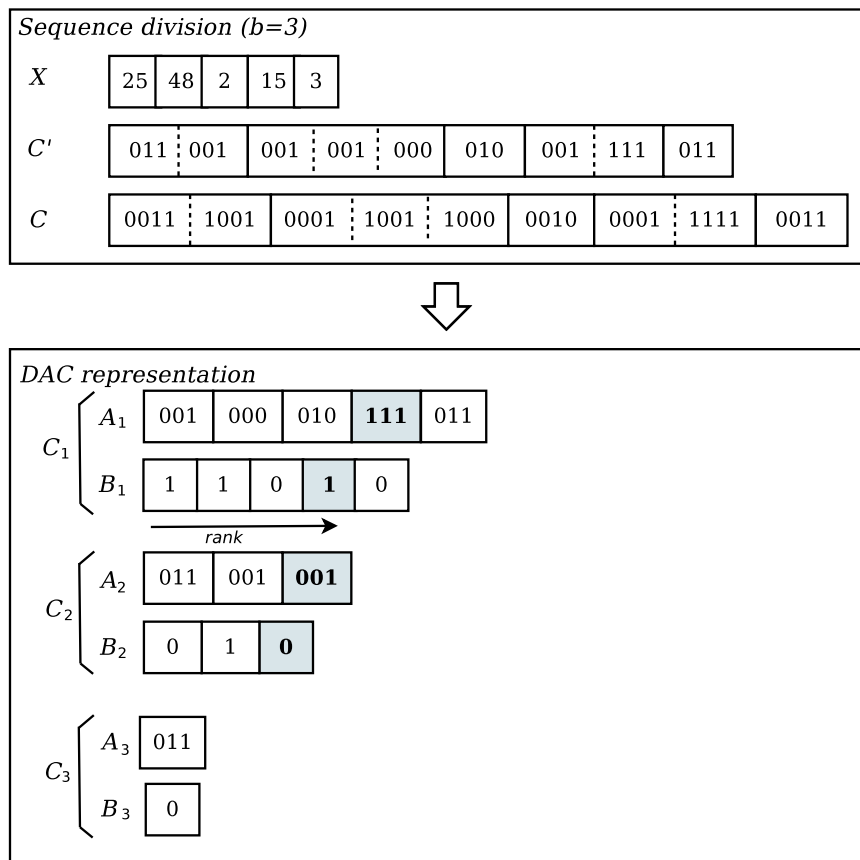 Sequence division (b=3)
X 25 48 2 15 3
C' 011 001 001 001 000 010 001 111 011
C 0011 1001 0001 1001 1000 0010 0001 1111 0011
DAC representation
C₁
A₁ 001 000 010 111 011
B₁ 1 1 0 1 0
rank
C₂
A₂ 011 001 001
B₂ 0 1 0
C₃
A₃ 011
B₃ 0